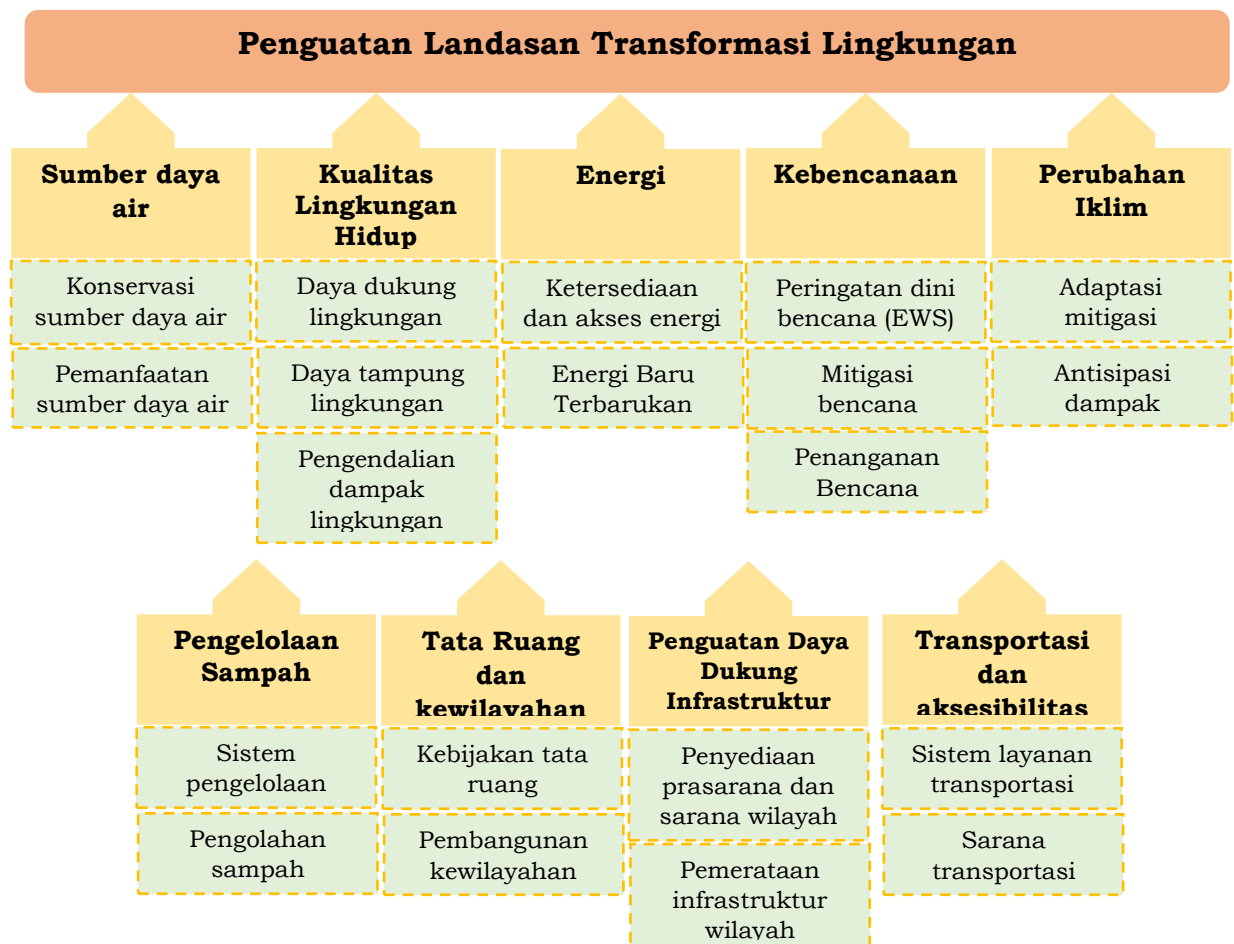 Penguatan Landasan Transformasi Lingkungan
Sumber daya
air
Konservasi
sumber daya air
Pemanfaatan
sumber daya air
Kualitas
Lingkungan
Hidup
Daya dukung
lingkungan
Daya tampung
lingkungan
Pengendalian
dampak
lingkungan
Energi
Ketersediaan
dan akses energi
Energi Baru
Terbarukan
Kebencanaan
Peringatan dini
bencana (EWS)
Mitigasi
bencana
Penanganan
Bencana
Perubahan
Iklim
Adaptasi
mitigasi
Antisipasi
dampak
Pengelolaan
Sampah
Sistem
pengelolaan
Pengolahan
sampah
Tata Ruang
dan
kewilayahan
Kebijakan tata
ruang
Pembangunan
kewilayahan
Penguatan Daya
Dukung
Infrastruktur
Penyediaan
prasarana dan
sarana wilayah
Pemerataan
infrastruktur
wilayah
Transportasi
dan
aksesibilitas
Sistem layanan
transportasi
Sarana
transportasi